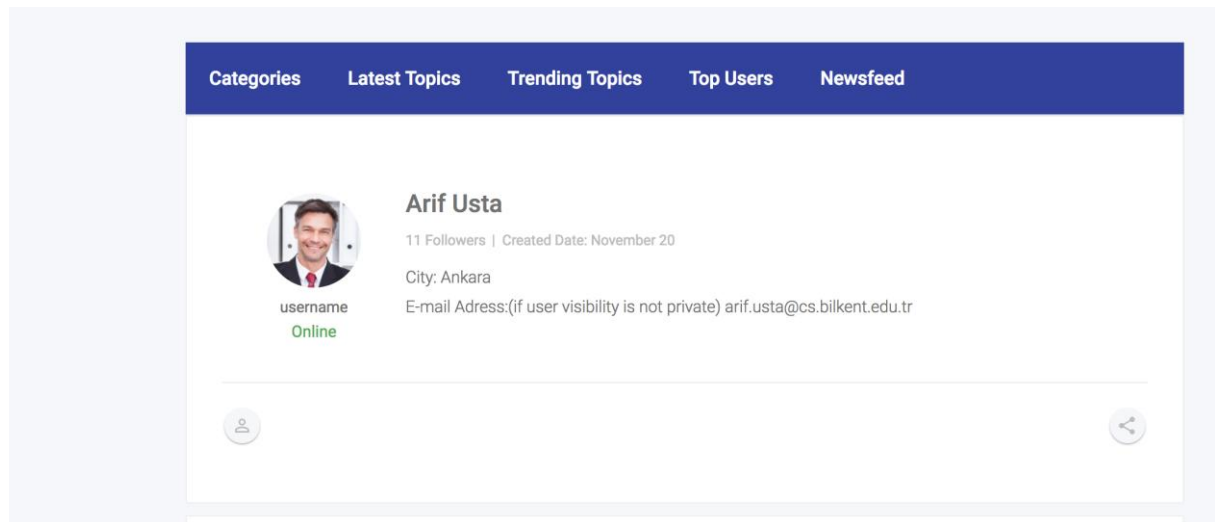 Categories Latest Topics Trending Topics Top Users Newsfeed
Arif Usta
11 Followers | Created Date: November 20
City: Ankara
E-mail Adress:(if user visibility is not private) arif.usta@cs.bilkent.edu.tr
username
Online